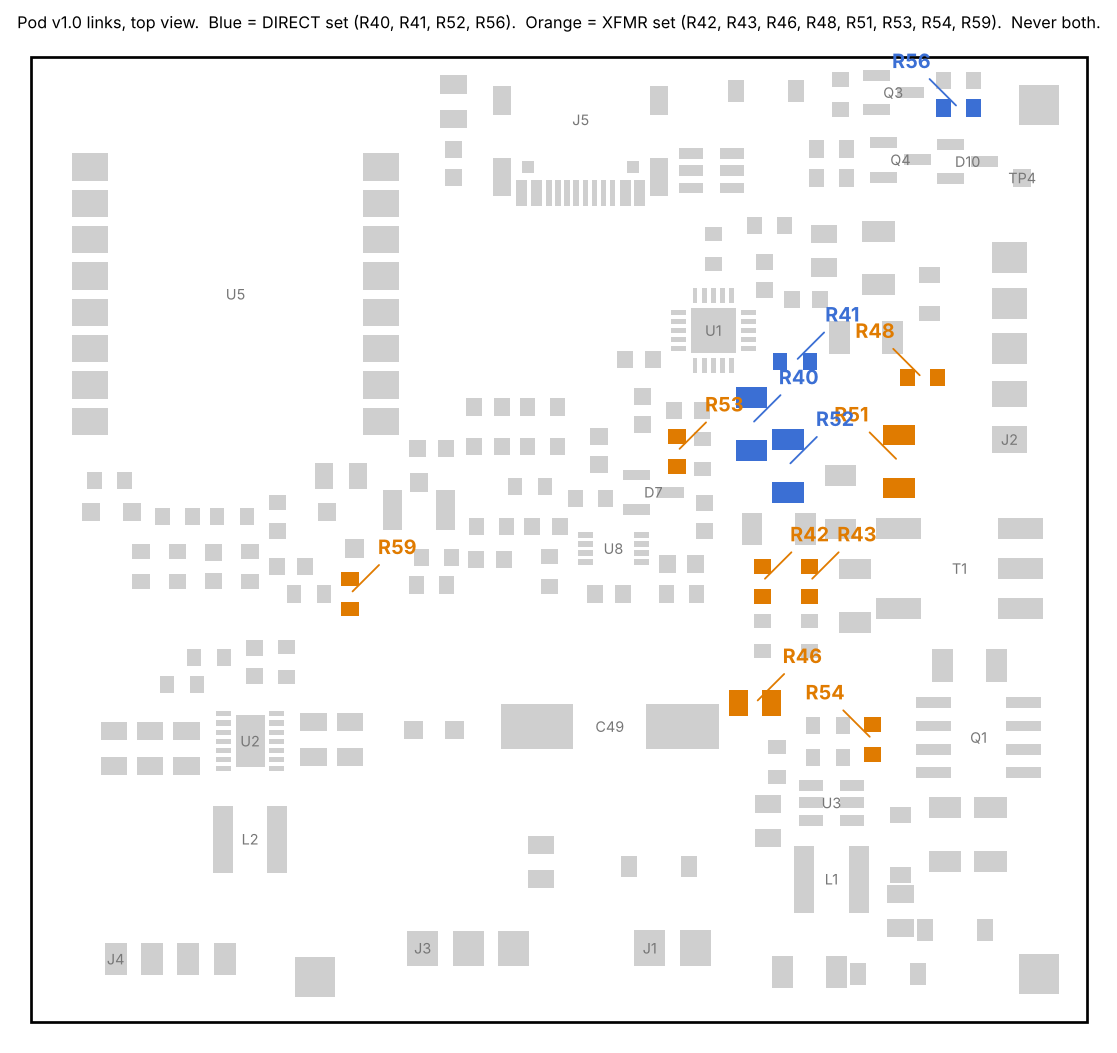 Pod v1.0 links, top view. Blue = DIRECT set (R40, R41, R52, R56). Orange = XFMR set (R42, R43, R46, R48, R51, R53, R54, R59). Never both.
R56
Q3
J5
Q4
D10
TP4
U5
R41
U1
R48
R40
R53
R52
R51
J2
D7
R42
R43
R59
U8
T1
R46
R54
C49
Q1
U2
U3
L2
L1
J3
J1
J4